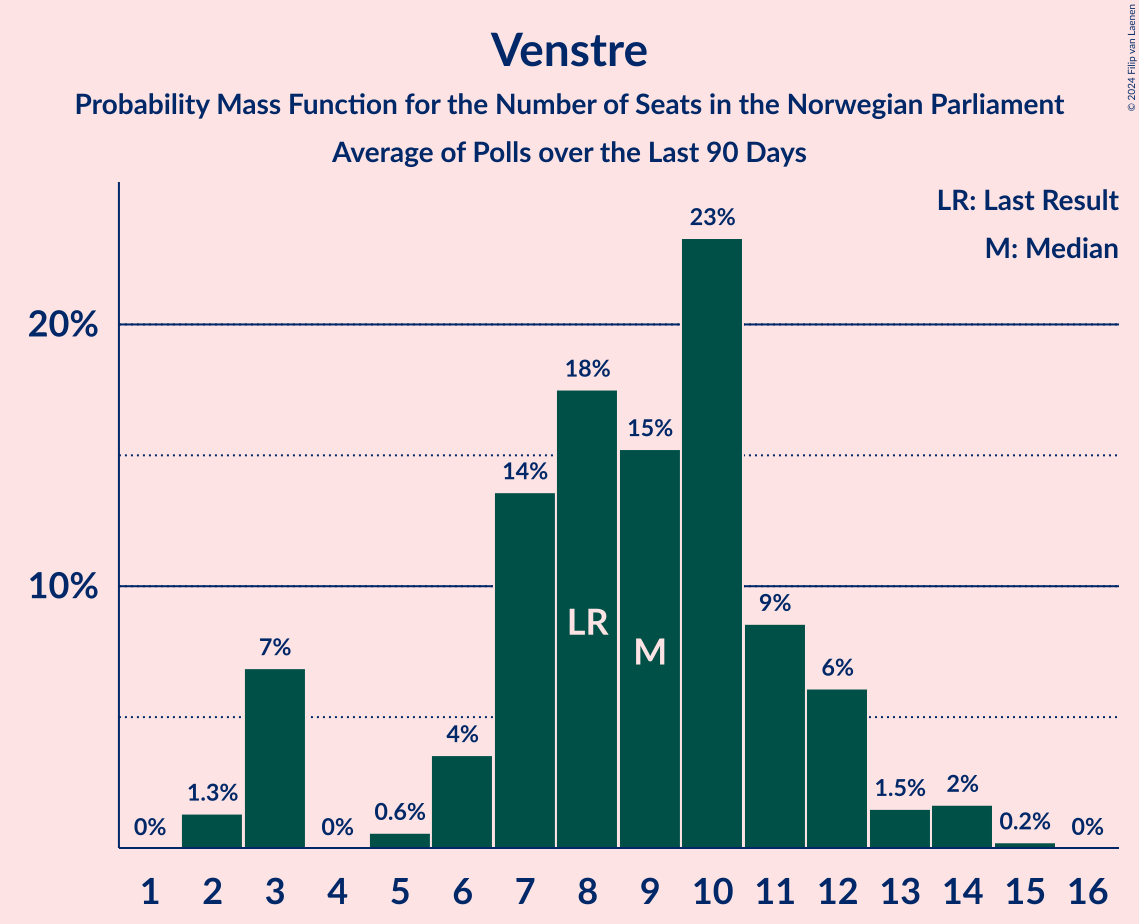 Venstre
Probability Mass Function for the Number of Seats in the Norwegian Parliament
Average of Polls over the Last 90 Days
© 2024 Filip van Laenen
LR: Last Result
M: Median
20%
10%
0%
1.3%
7%
0%
0.6%
4%
14%
18%
15%
23%
9%
6%
1.5%
2%
0.2%
0%
LR
M
1 2 3 4 5 6 7 8 9 10 11 12 13 14 15 16